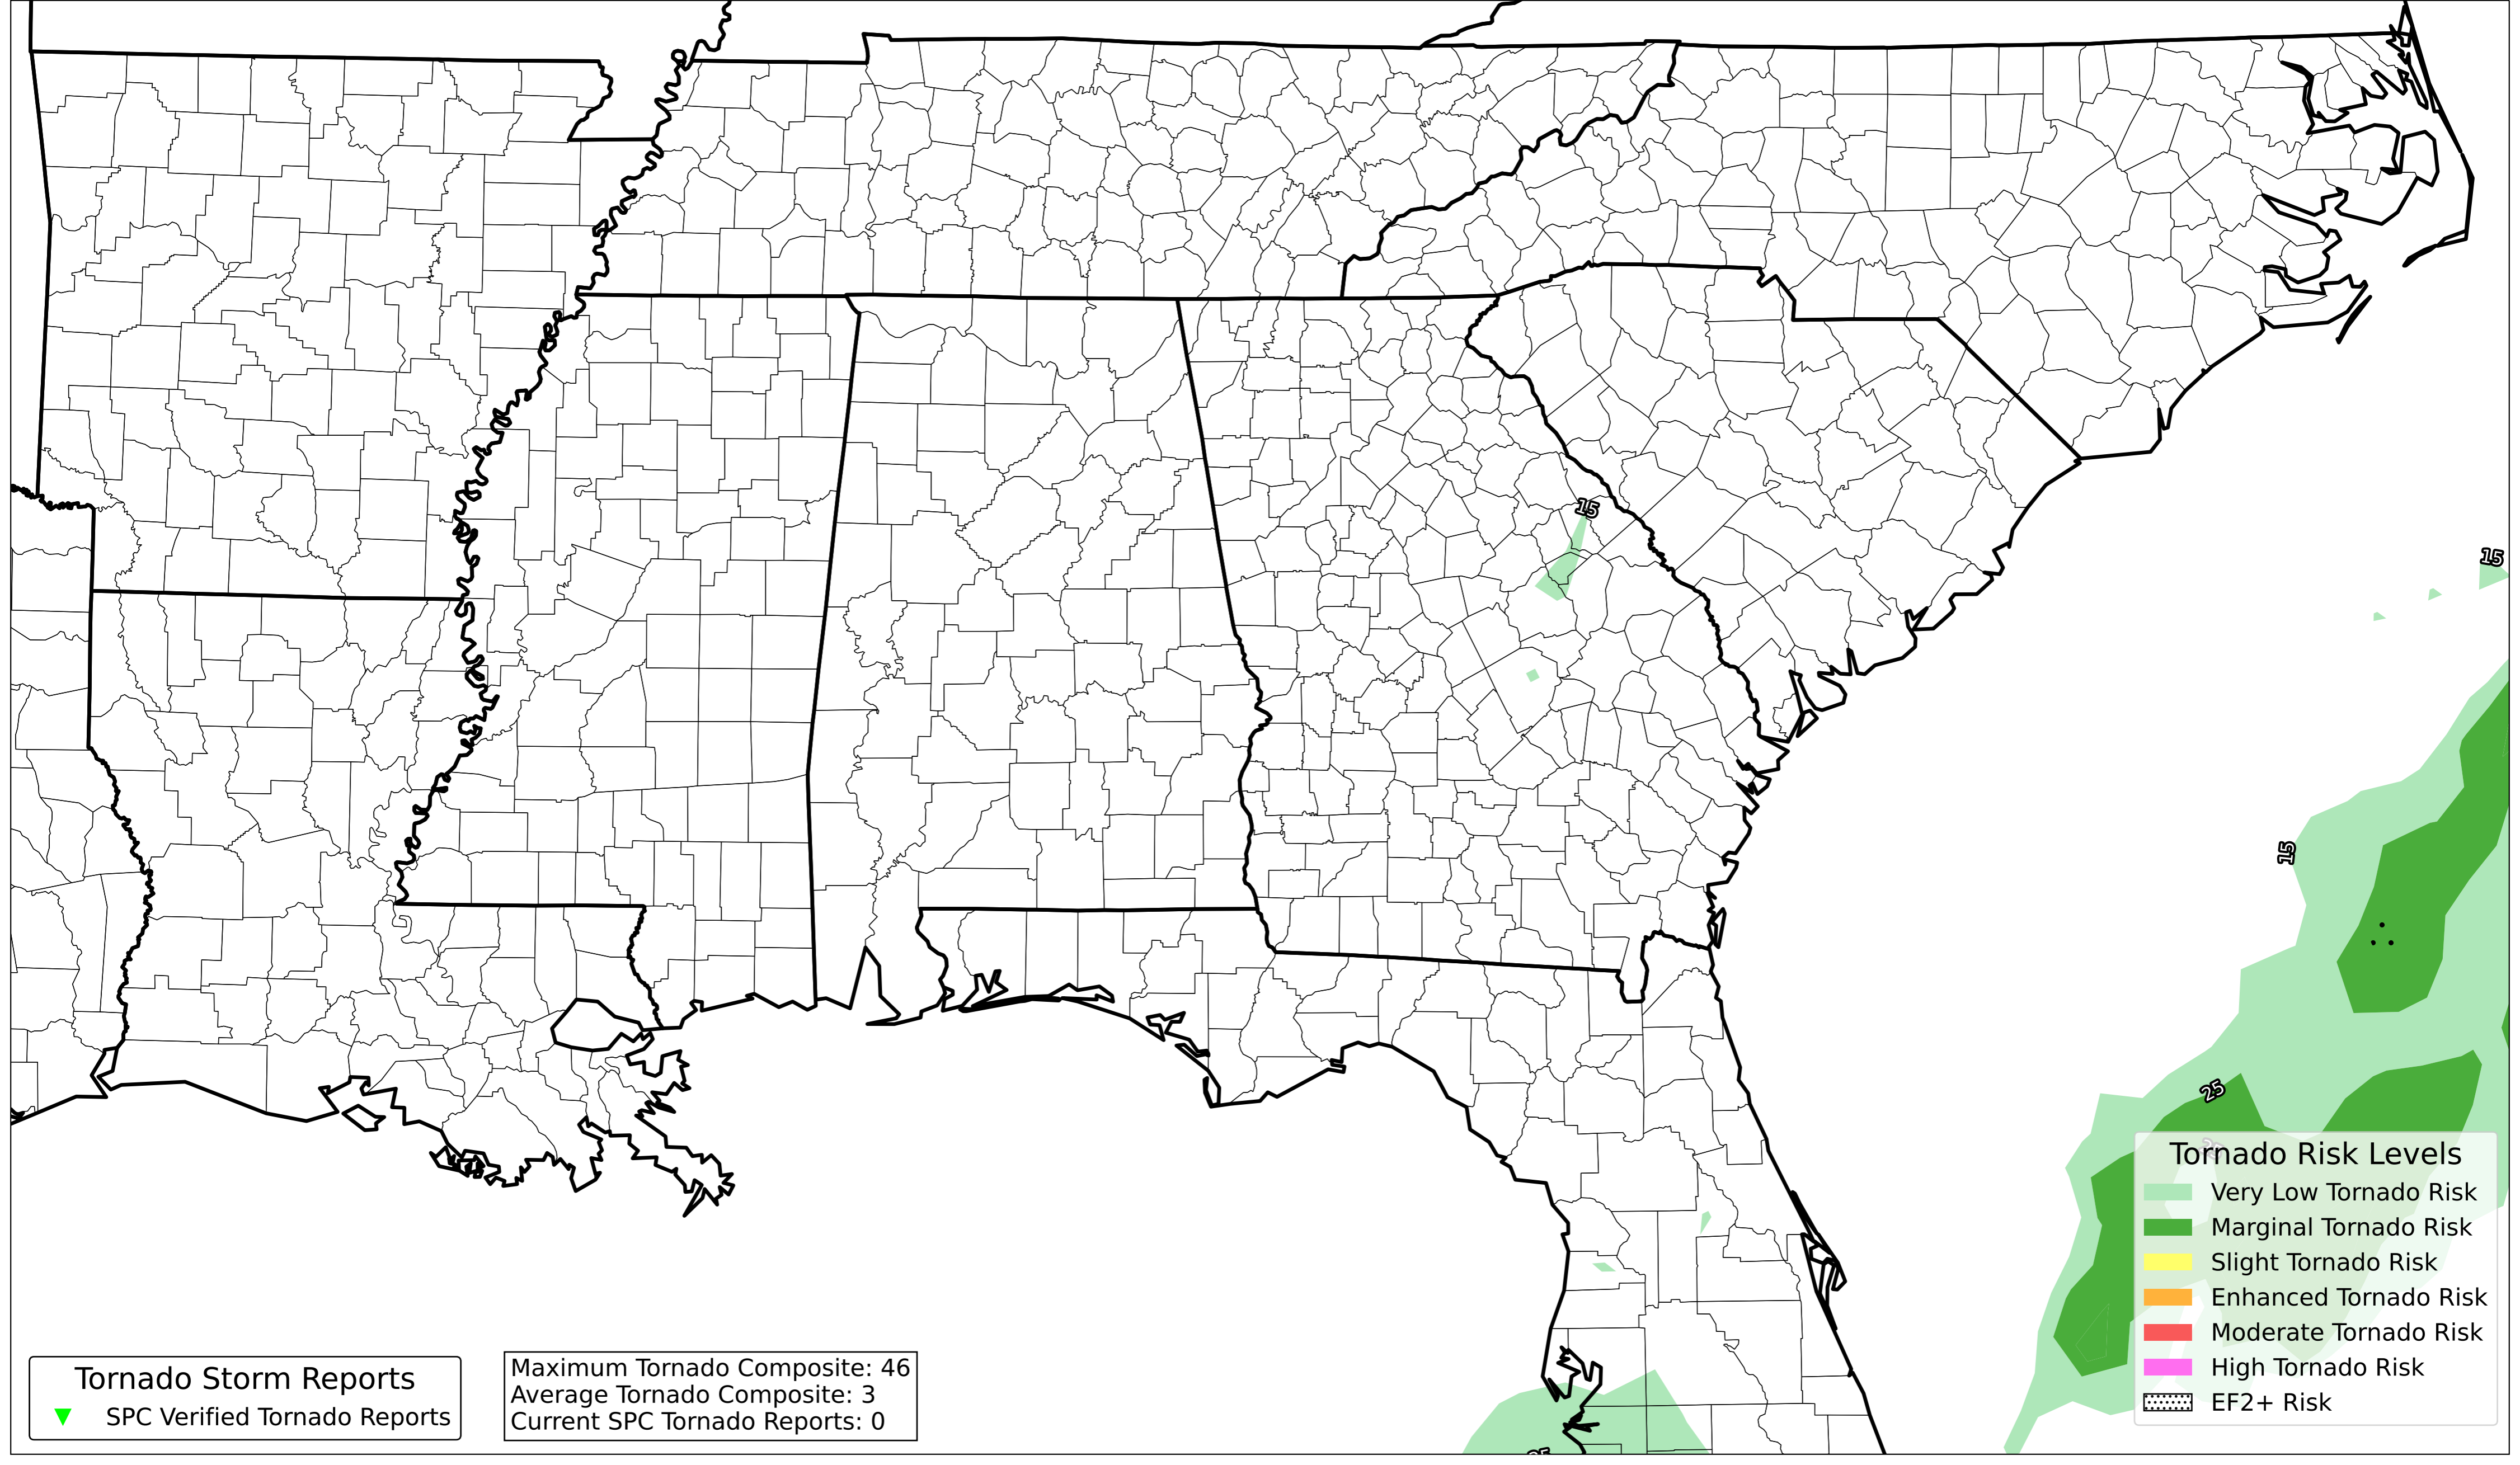 15
15
15
25
Tornado Risk Levels
Very Low Tornado Risk
Marginal Tornado Risk
Slight Tornado Risk
Enhanced Tornado Risk
Moderate Tornado Risk
High Tornado Risk
EF2+ Risk
Tornado Storm Reports
SPC Verified Tornado Reports
Maximum Tornado Composite: 46
Average Tornado Composite: 3
Current SPC Tornado Reports: 0